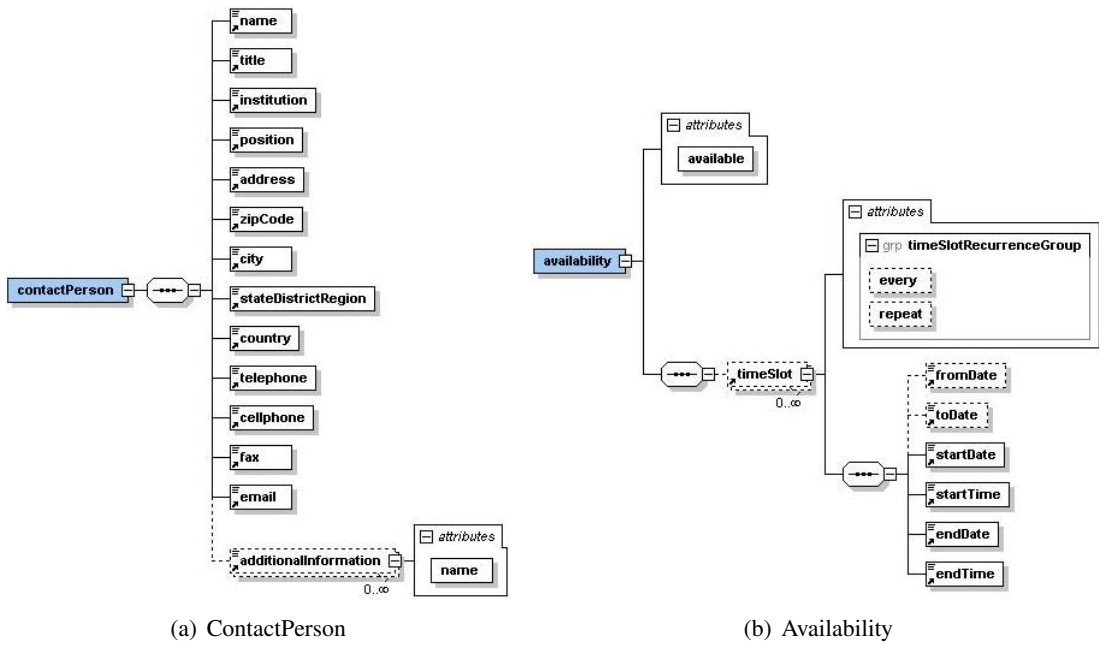 name
title
institution
position
address
zipCode
city
contactPerson
stateDistrictRegion
country
telephone
cellphone
fax
email
additionalInformation
0..∞
attributes
name
(a) ContactPerson
attributes
available
availability
attributes
grp timeSlotRecurrenceGroup
every
repeat
timeSlot
0..∞
fromDate
toDate
startDate
startTime
endDate
endTime
(b) Availability